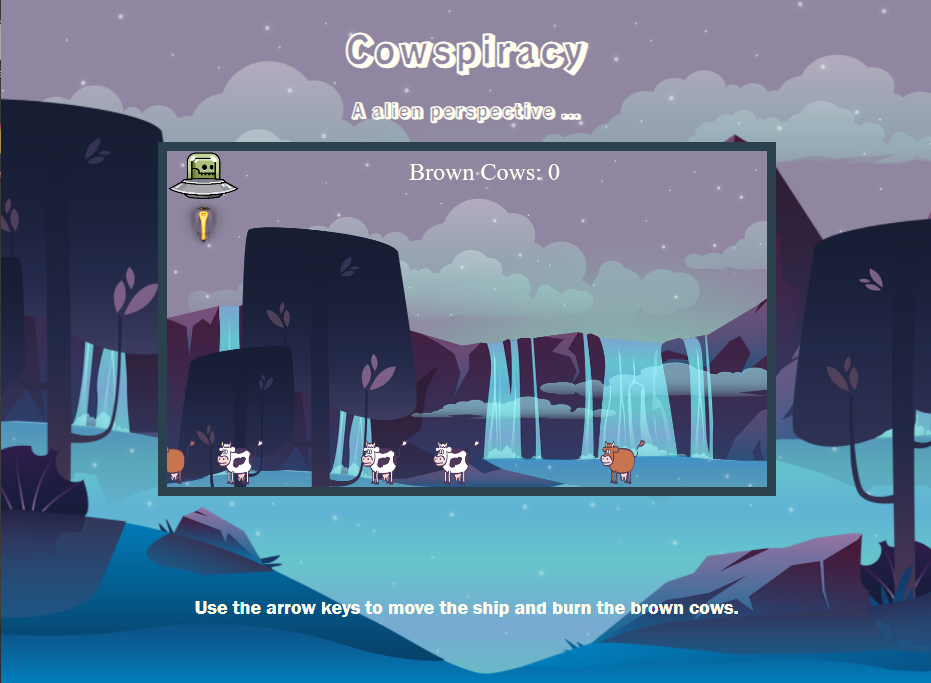 Cowspiracy
A alien perspective ...
Brown Cows: 0
Use the arrow keys to move the ship and burn the brown cows.